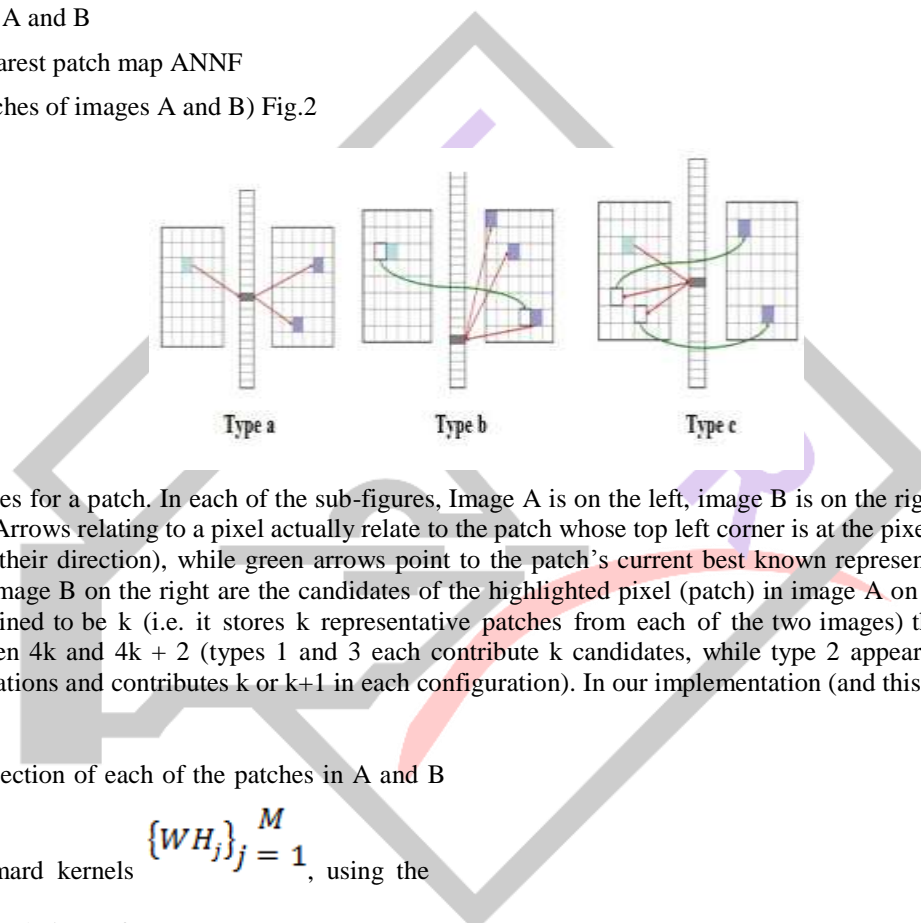 A and B
arest patch map ANNF
ches of images A and B) Fig.2
Type a Type b Type c
es for a patch. In each of the sub-figures, Image A is on the left, image B is on the rig
Arrows relating to a pixel actually relate to the patch whose top left corner is at the pixe
their direction), while green arrows point to the patch’s current best known represen
mage B on the right are the candidates of the highlighted pixel (patch) in image A on
ined to be k (i.e. it stores k representative patches from each of the two images) th
en 4k and 4k + 2 (types 1 and 3 each contribute k candidates, while type 2 appear
ations and contributes k or k+1 in each configuration). In our implementation (and this
ection of each of the patches in A and B
mard kernels {WH_j}_{j = 1}^M, using the